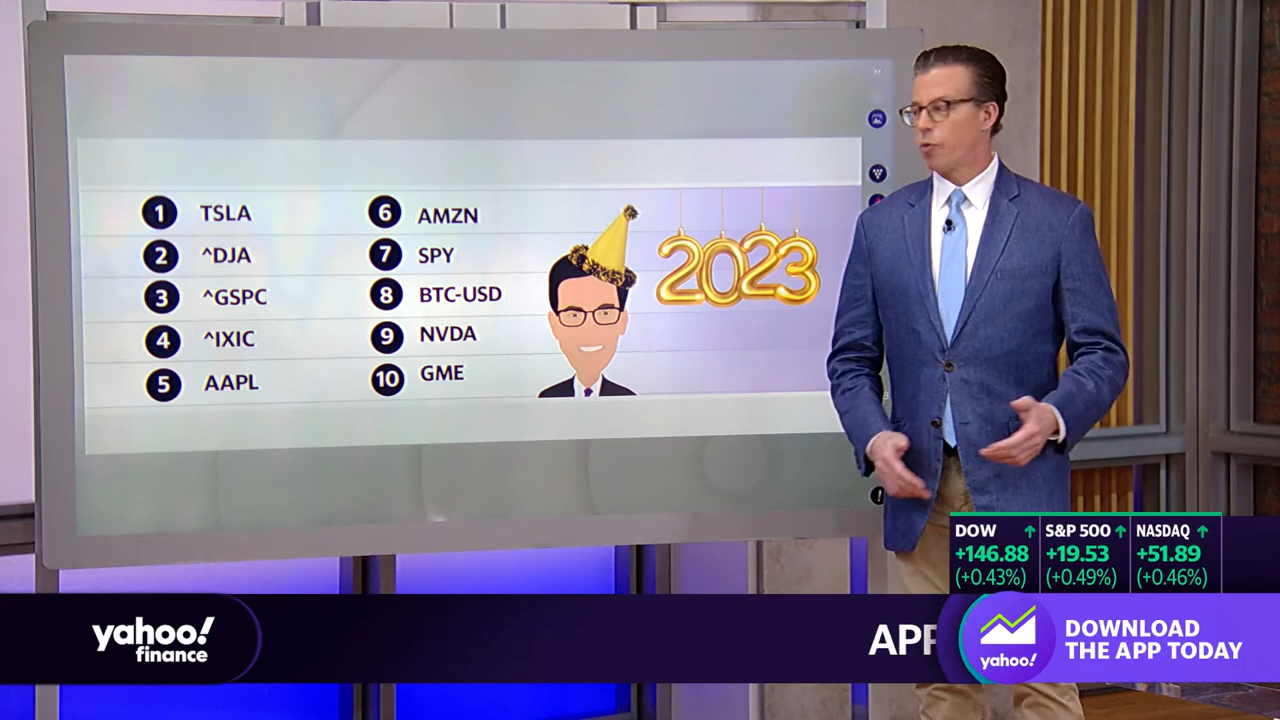 1 TSLA
2 ^DJA
3 ^GSPC
4 ^IXIC
5 AAPL
6 AMZN
7 SPY
8 BTC-USD
9 NVDA
10 GME
2023
DOW ↑ S&P 500 ↑ NASDAQ ↑
+146.88 +19.53 +51.89
(+0.43%) (+0.49%) (+0.46%)
yahoo!
finance
yahoo!
DOWNLOAD
THE APP TODAY